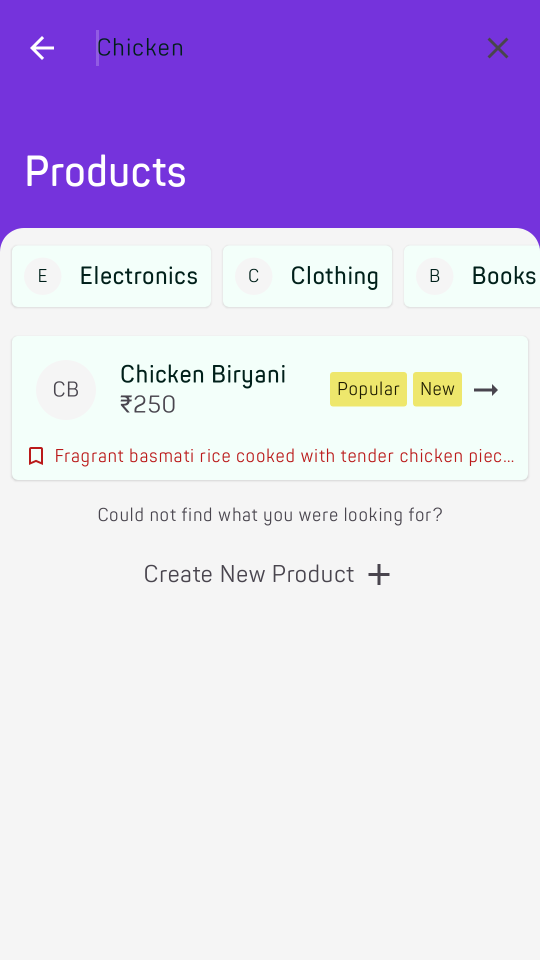 Chicken
Products
E Electronics C Clothing B Books
CB Chicken Biryani
₹250
Popular New
Fragrant basmati rice cooked with tender chicken piec...
Could not find what you were looking for?
Create New Product